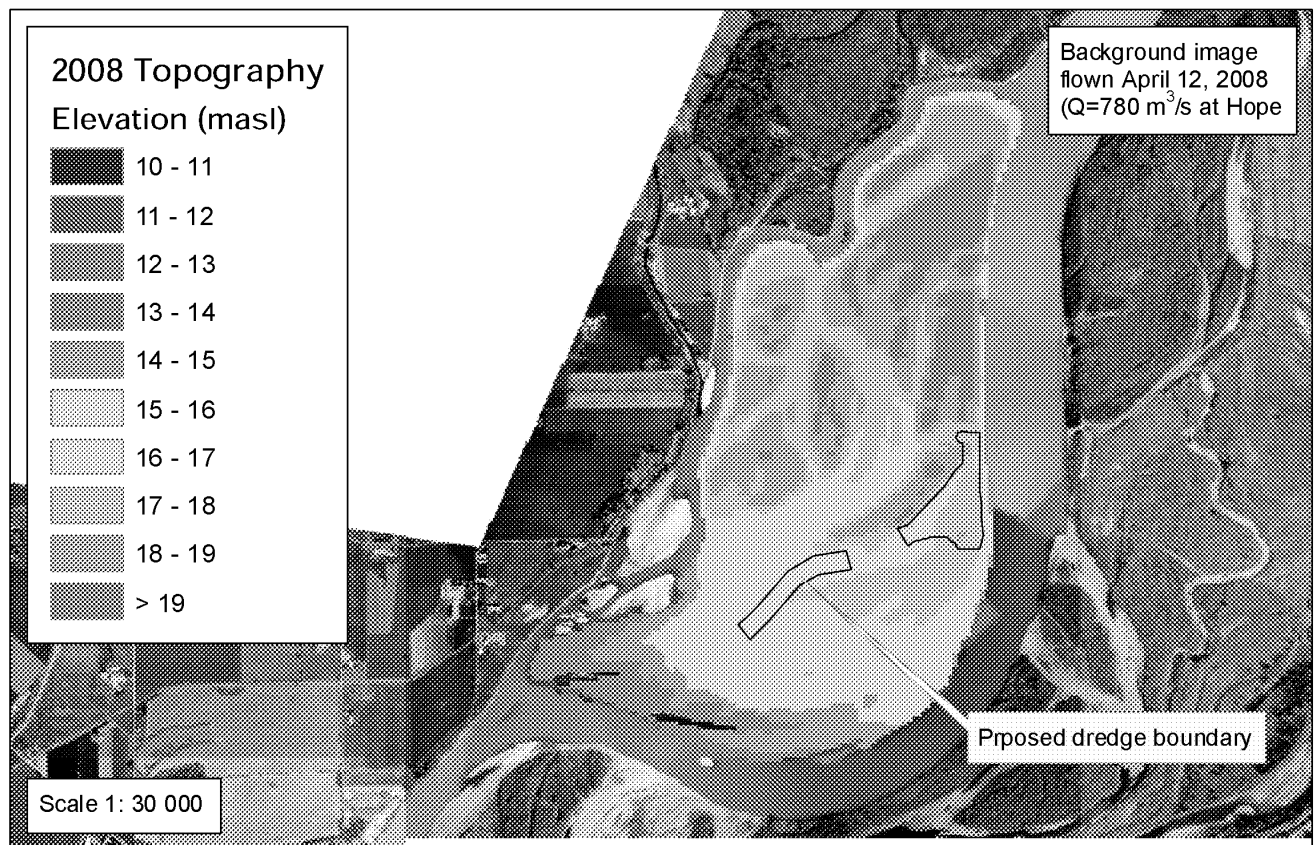 2008 Topography
Elevation (masl)
10 - 11
11 - 12
12 - 13
13 - 14
14 - 15
15 - 16
16 - 17
17 - 18
18 - 19
> 19
Background image
flown April 12, 2008
(Q=780 m³/s at Hope
Prposed dredge boundary
Scale 1: 30 000